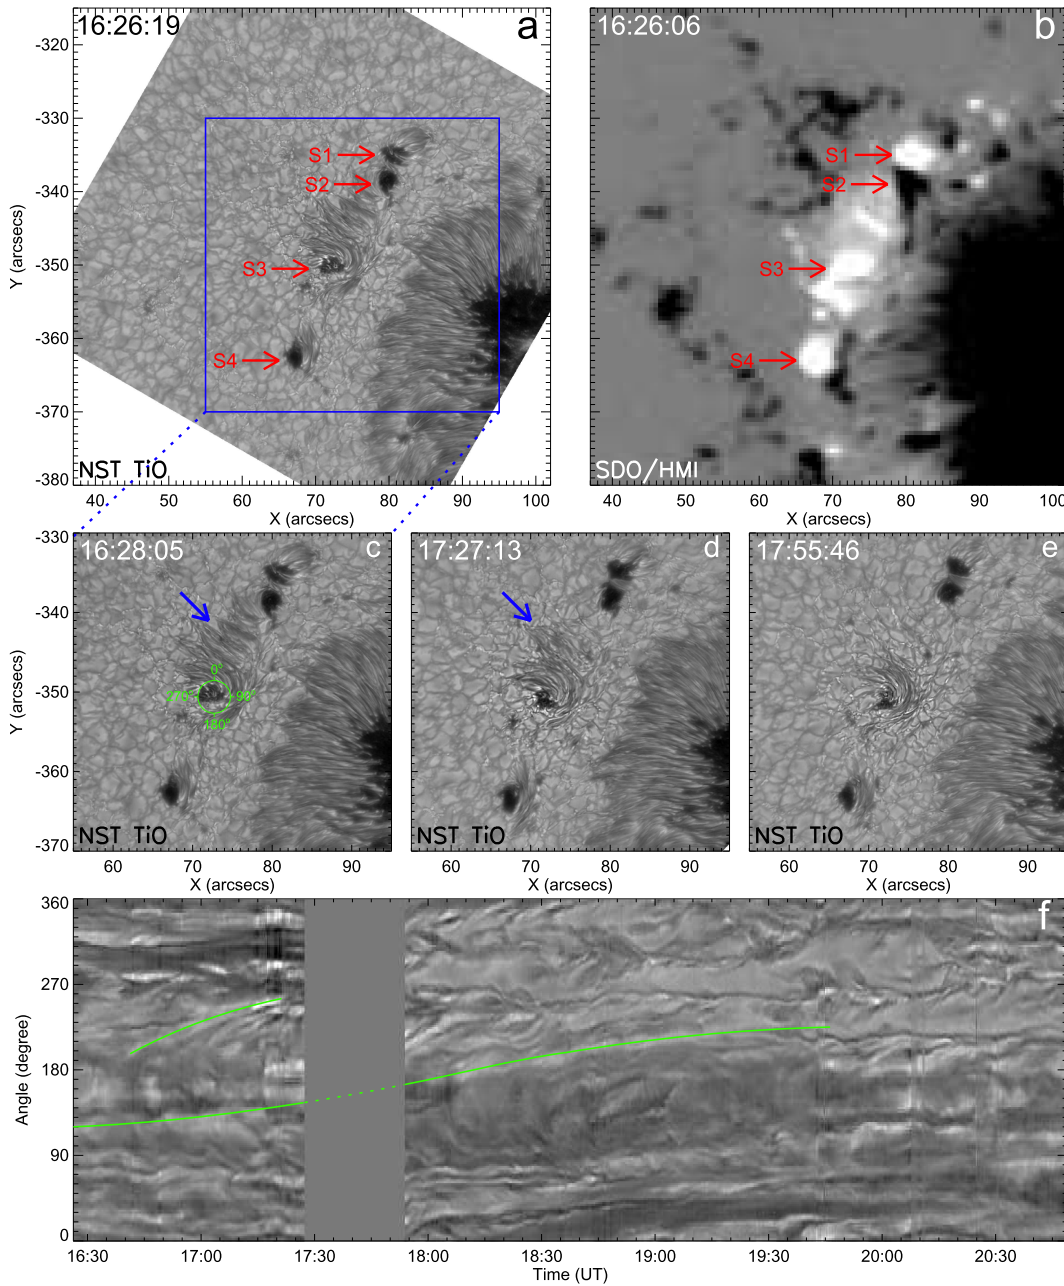 16:26:19
a
-320
-330
-340
-350
-360
-370
-380
Y (arcsecs)
S1
S2
S3
S4
NST TiO
40 50 60 70 80 90 100
X (arcsecs)
16:26:06
b
S1
S2
S3
S4
SDO/HMI
40 50 60 70 80 90 100
X (arcsecs)
16:28:05
c
-330
-340
-350
-360
-370
Y (arcsecs)
0°
270° 90°
180°
NST TiO
60 70 80 90
X (arcsecs)
17:27:13
d
NST TiO
60 70 80 90
X (arcsecs)
17:55:46
e
NST TiO
60 70 80 90
X (arcsecs)
f
360
270
180
90
0
Angle (degree)
16:30 17:00 17:30 18:00 18:30 19:00 19:30 20:00 20:30
Time (UT)